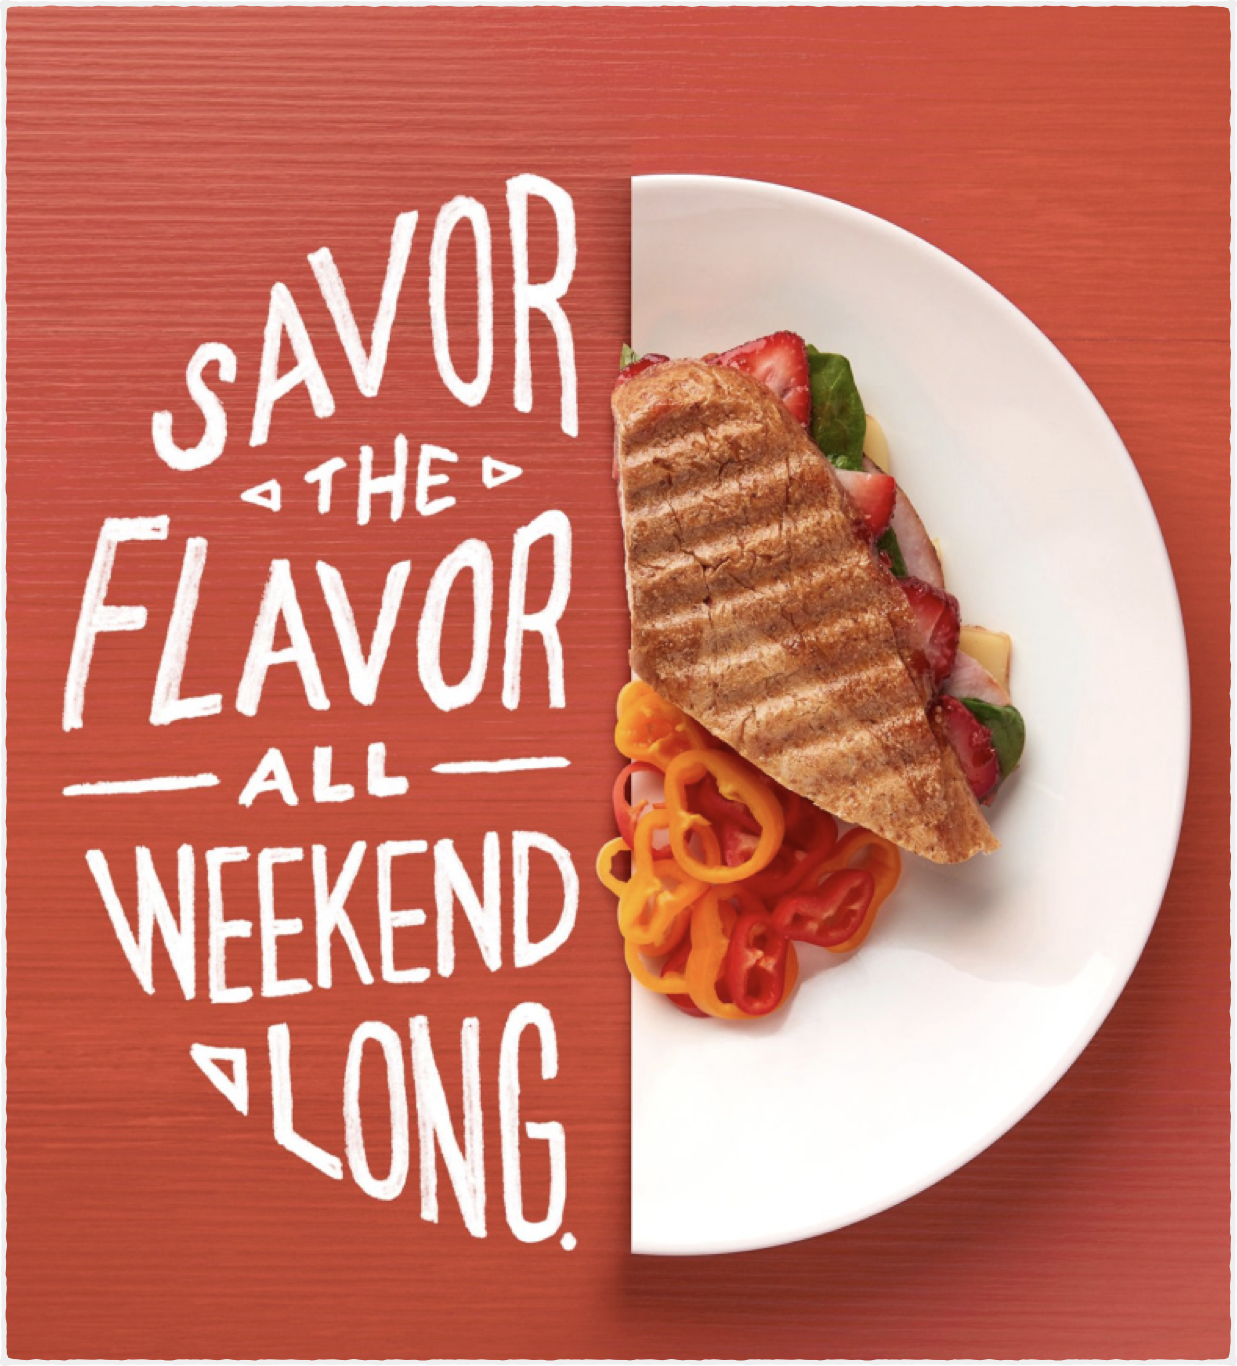 SAVOR
THE
FLAVOR
ALL
WEEKEND
LONG.